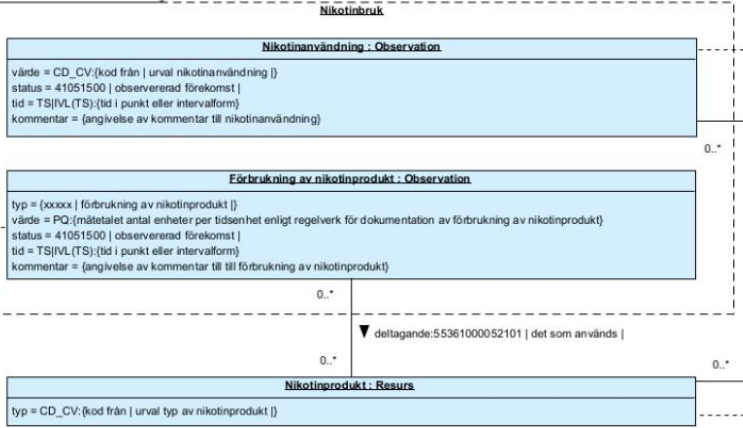 Nikotinbruk
Nikotinanvändning : Observation
värde = CD_CV:{kod från | urval nikotinanvändning |}
status = 41051500 | observererad förekomst |
tid = TS|IVL(TS):{tid i punkt eller intervalform}
kommentar = {angivelse av kommentar till nikotinanvändning}
0..*
Förbrukning av nikotinprodukt : Observation
typ = {xxxxx | förbrukning av nikotinprodukt |}
värde = PQ:{mätetalet antal enheter per tidsenhet enligt regelverk för dokumentation av förbrukning av nikotinprodukt}
status = 41051500 | observererad förekomst |
tid = TS|IVL(TS):{tid i punkt eller intervalform}
kommentar = {angivelse av kommentar till till förbrukning av nikotinprodukt}
0..*
deltagande:55361000052101 | det som används |
0..*
0..*
Nikotinprodukt : Resurs
typ = CD_CV:{kod från | urval typ av nikotinprodukt |}